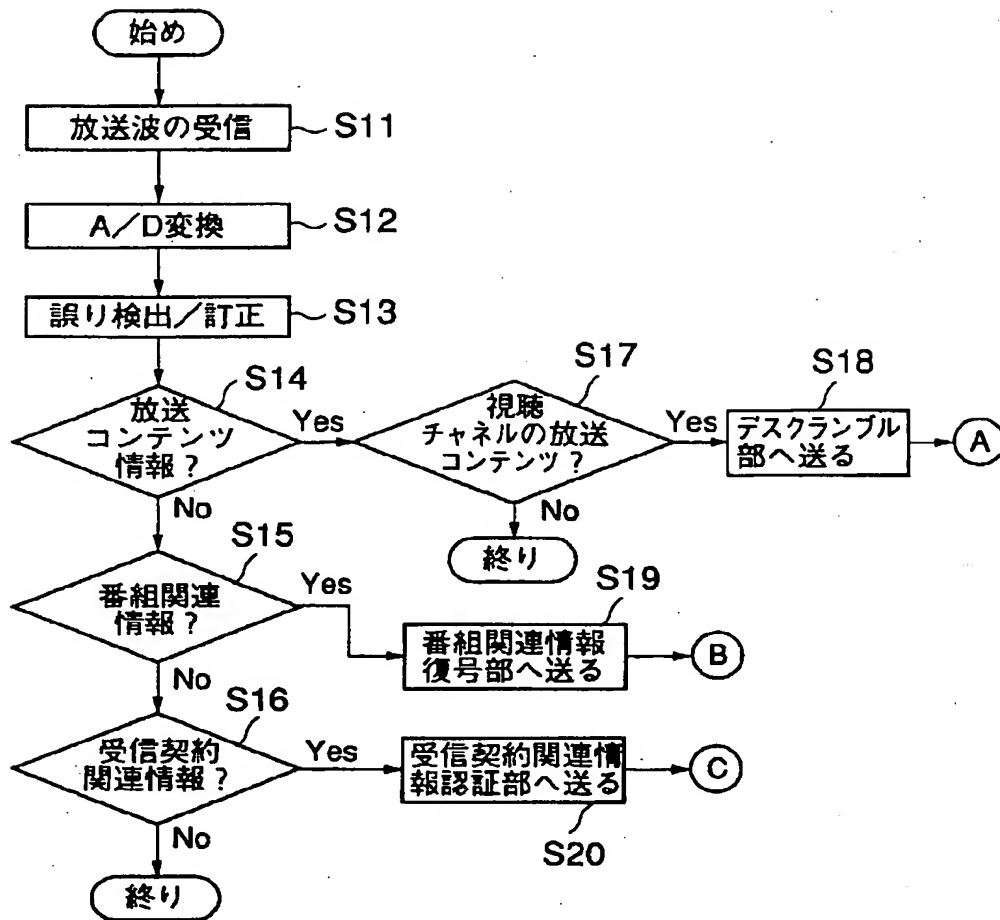 始め
放送波の受信
S11
A/D変換
S12
誤り検出/訂正
S13
放送
コンテンツ
情報?
S14
Yes
No
視聴
チャネルの放送
コンテンツ?
S17
Yes
No
終り
デスクランブル
部へ送る
S18
A
番組関連
情報?
S15
Yes
No
番組関連情報
復号部へ送る
S19
B
受信契約
関連情報?
S16
Yes
No
受信契約関連情
報認証部へ送る
S20
C
終り